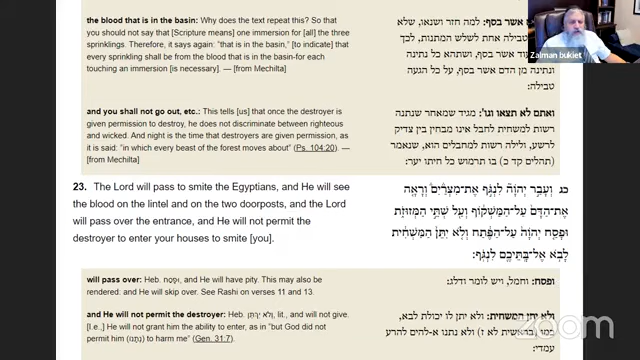 the blood that is in the basin: Why does the text repeat this? So that
you should not say that [Scripture means] one immersion for [all] the three
sprinklings. Therefore, it says again: "that is in the basin," [to indicate] that
every sprinkling shall be from the blood that is in the basin-for each
touching an immersion [is necessary]. — [from Mechilta]
אשר בסף: למה חזר ושנאו, שלא
טבילה אחת לשלש המתנות, לכך
עוד אשר בסף, שתהא כל נתינה
ונתינה מן הדם אשר בסף, על כל הגעה
טבילה:
Zalman bukiet
and you shall not go out, etc.: This tells [us] that once the destroyer is
given permission to destroy, he does not discriminate between righteous
and wicked. And night is the time that destroyers are given permission, as
it is said: "in which every beast of the forest moves about" (Ps. 104:20). —
[from Mechilta]
ואתם לא תצאו וגו': מגיד שמאחר שנתנה
רשות למשחית לחבל אינו מבחין בין צדיק
לרשע, ולילה רשות למחבלים הוא, שנאמר
(תהלים קד כ) בו תרמוש כל חיתו יער:
23. The Lord will pass to smite the Egyptians, and He will see
the blood on the lintel and on the two doorposts, and the Lord
will pass over the entrance, and He will not permit the
destroyer to enter your houses to smite [you].
כג וְעָבַ֣ר יְהֹוָה֘ לִנְגֹּ֣ף אֶת־מִצְרַ֒יִם֒ וְרָאָ֤ה
אֶת־הַדָּם֙ עַל־הַמַּשְׁק֔וֹף וְעַ֖ל שְׁתֵּ֣י הַמְּזוּזֹ֑ת
וּפָסַ֤ח יְהֹוָה֙ עַל־הַפֶּ֔תַח וְלֹ֤א יִתֵּן֙ הַמַּשְׁחִ֔ית
לָבֹ֥א אֶל־בָּתֵּיכֶ֖ם לִנְגֹּֽף:
will pass over: Heb. וּפָסַח, and He will have pity. This may also be
rendered: and He will skip over. See Rashi on verses 11 and 13.
ופסח: וחמל, ויש לומר ודלג:
and He will not permit the destroyer: Heb. וְלֹא יִתֵּן, lit., and will not give.
[I.e.,] He will not grant him the ability to enter, as in "but God did not
permit him (נְתָנוֹ) to harm me" (Gen. 31:7).
ולא יתן המשחית: ולא יתן לו יכולת לבא,
כמו (בראשית לא ז) ולא נתנו א-להים להרע
עמדי:
zoom